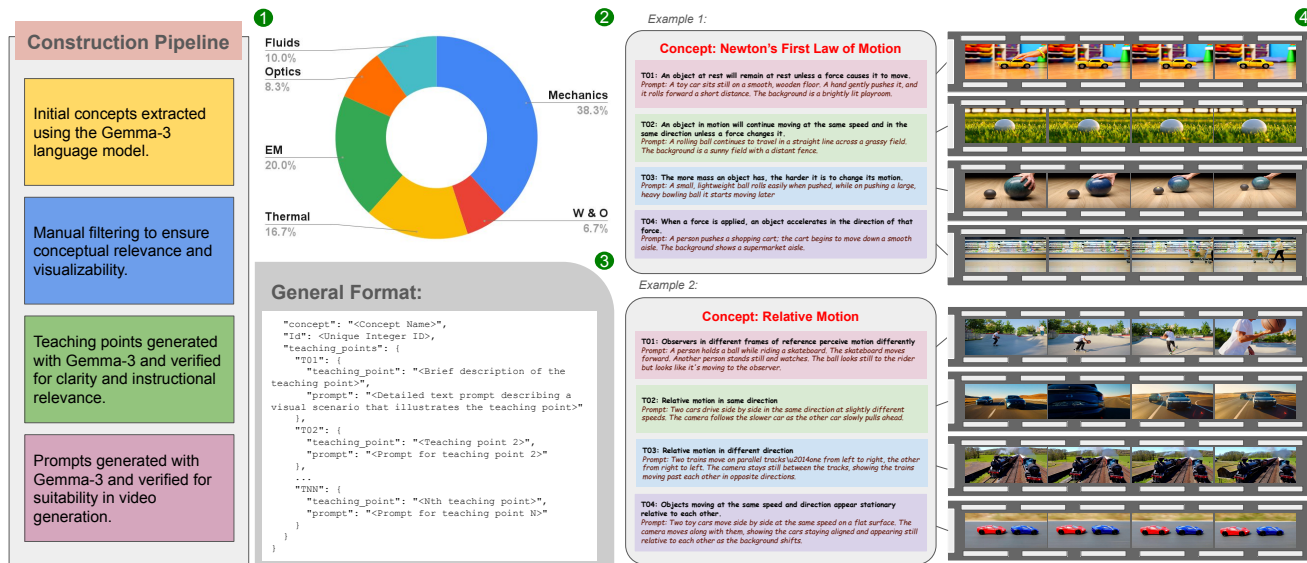 Construction Pipeline
Initial concepts extracted
using the Gemma-3
language model.
Manual filtering to ensure
conceptual relevance and
visualizability.
Teaching points generated
with Gemma-3 and verified
for clarity and instructional
relevance.
Prompts generated with
Gemma-3 and verified for
suitability in video
generation.
1
2
Fluids
10.0%
Optics
8.3%
EM
20.0%
Thermal
16.7%
Mechanics
38.3%
W & O
6.7%
3
General Format:
"concept": "<Concept Name>",
"Id": <Unique Integer ID>,
"teaching_points": {
"T01": {
"teaching_point": "<Brief description of the
teaching point>",
"prompt": "<Detailed text prompt describing a
visual scenario that illustrates the teaching point>"
},
"T02": {
"teaching_point": "<Teaching point 2>",
"prompt": "<Prompt for teaching point 2>"
},
...
"TNN": {
"teaching_point": "<Nth teaching point>",
"prompt": "<Prompt for teaching point N>"
}
}
}
Example 1:
4
Concept: Newton's First Law of Motion
T01: An object at rest will remain at rest unless a force causes it to move.
Prompt: A toy car sits still on a smooth, wooden floor. A hand gently pushes it, and
it rolls forward a short distance. The background is a brightly lit playroom.
T02: An object in motion will continue moving at the same speed and in the
same direction unless a force changes it.
Prompt: A rolling ball continues to travel in a straight line across a grassy field.
The background is a sunny field with a distant fence.
T03: The more mass an object has, the harder it is to change its motion.
Prompt: A small, lightweight ball rolls easily when pushed, while on pushing a large,
heavy bowling ball it starts moving later
T04: When a force is applied, an object accelerates in the direction of that
force.
Prompt: A person pushes a shopping cart; the cart begins to move down a smooth
aisle. The background shows a supermarket aisle.
Example 2:
Concept: Relative Motion
T01: Observers in different frames of reference perceive motion differently
Prompt: A person holds a ball while riding a skateboard. The skateboard moves
forward. Another person stands still and watches. The ball looks still to the rider
but looks like it's moving to the observer.
T02: Relative motion in same direction
Prompt: Two cars drive side by side in the same direction at slightly different
speeds. The camera follows the slower car as the other car slowly pulls ahead.
T03: Relative motion in different direction
Prompt: Two trains move on parallel tracks\u2014one from left to right, the other
from right to left. The camera stays still between the tracks, showing the trains
moving past each other in opposite directions.
T04: Objects moving at the same speed and direction appear stationary
relative to each other.
Prompt: Two toy cars move side by side at the same speed on a flat surface. The
camera moves along with them, showing the cars staying aligned and appearing still
relative to each other as the background shifts.